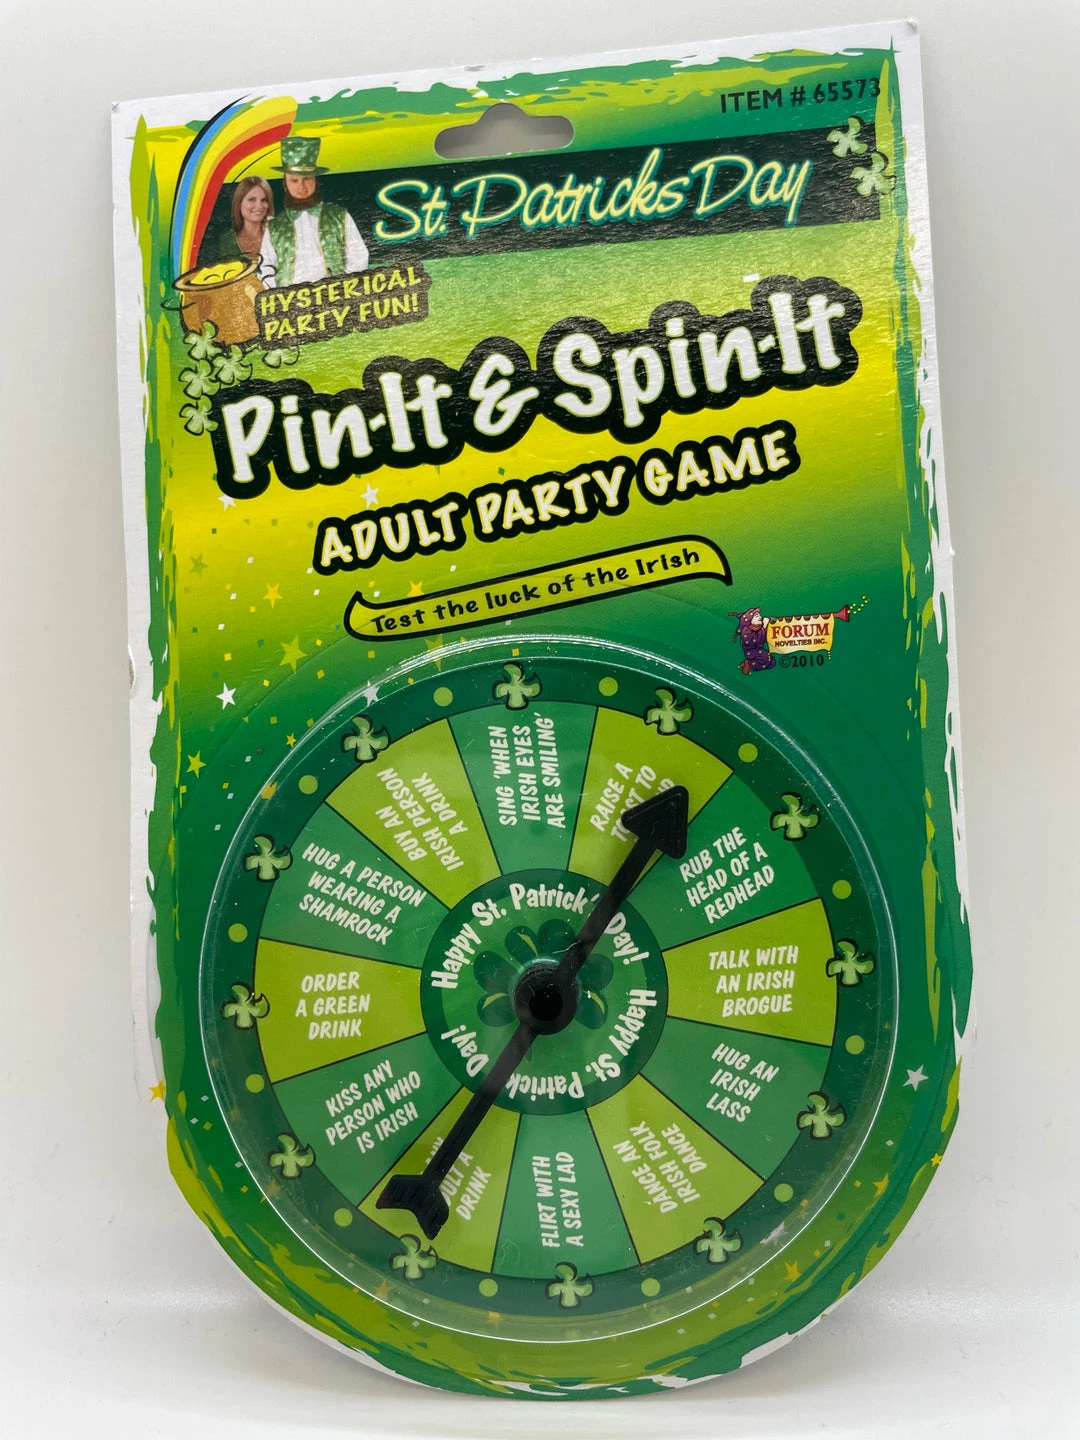 ITEM # 65573
St. Patricks Day
HYSTERICAL
PARTY FUN!
Pin-It & Spin-It
ADULT PARTY GAME
Test the luck of the Irish
FORUM
NOVELTIES INC.
©2010
SING 'WHEN
IRISH EYES
ARE SMILING'
RAISE A
TO
RUB THE
HEAD OF A
REDHEAD
TALK WITH
AN IRISH
BROGUE
HUG AN
IRISH
LASS
DANCE AN
IRISH FOLK
DANCE
FLIRT WITH
A SEXY LAD
A
DRINK
KISS ANY
PERSON WHO
IS IRISH
ORDER
A GREEN
DRINK
HUG A PERSON
WEARING A
SHAMROCK
BUY AN
IRISH PERSON
A DRINK
Happy St. Patrick's Day!
Happy St. Patrick Day!